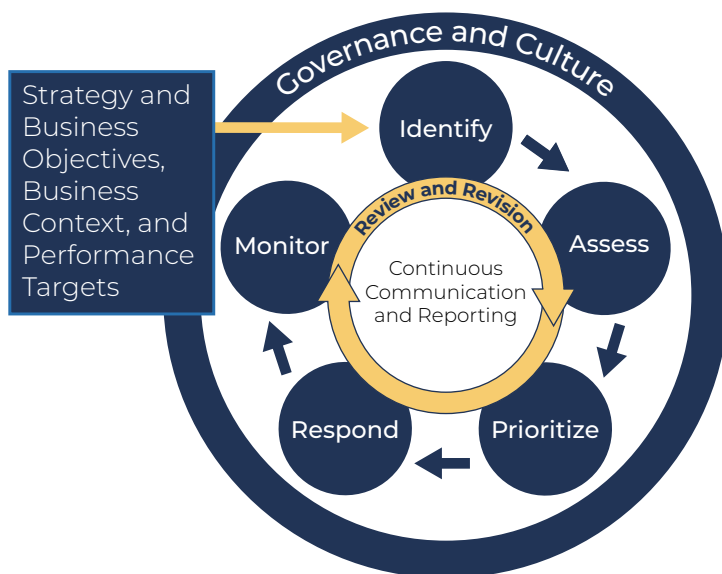 Governance and Culture
Strategy and
Business
Objectives,
Business
Context, and
Performance
Targets
Identify
Assess
Prioritize
Respond
Monitor
Review and Revision
Continuous
Communication
and Reporting